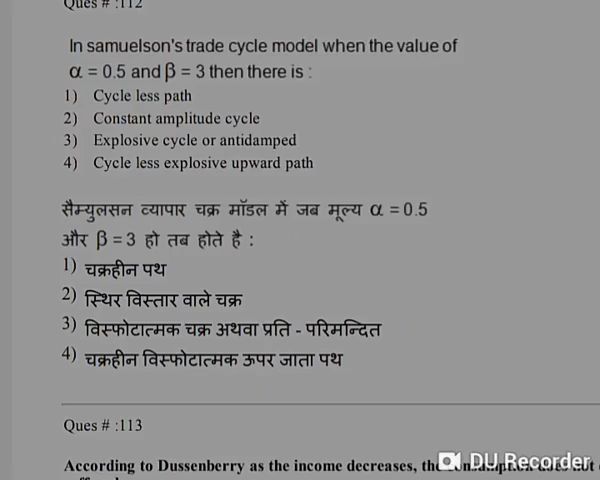 Ques # :112
In samuelson's trade cycle model when the value of
α = 0.5 and β = 3 then there is :
1) Cycle less path
2) Constant amplitude cycle
3) Explosive cycle or antidamped
4) Cycle less explosive upward path
सैम्युलसन व्यापार चक्र मॉडल में जब मूल्य α = 0.5
और β = 3 हो तब होते है :
1) चक्रहीन पथ
2) स्थिर विस्तार वाले चक्र
3) विस्फोटात्मक चक्र अथवा प्रति - परिमन्दित
4) चक्रहीन विस्फोटात्मक ऊपर जाता पथ
Ques # :113
According to Dussenberry as the income decreases, the
DU Recorder